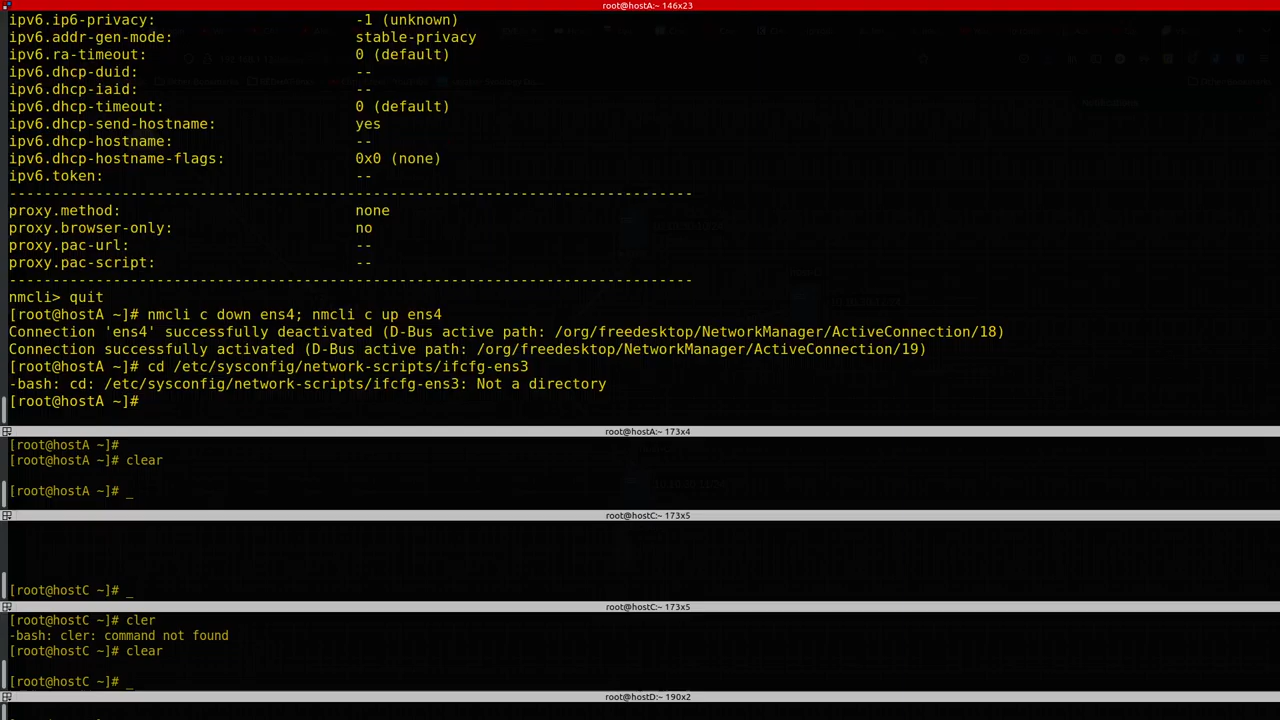 root@hostA:~ 146x23
ipv6.ip6-privacy: -1 (unknown)
ipv6.addr-gen-mode: stable-privacy
ipv6.ra-timeout: 0 (default)
ipv6.dhcp-duid: --
ipv6.dhcp-iaid: --
ipv6.dhcp-timeout: 0 (default)
ipv6.dhcp-send-hostname: yes
ipv6.dhcp-hostname: --
ipv6.dhcp-hostname-flags: 0x0 (none)
ipv6.token: --
-------------------------------------------------------------------------------
proxy.method: none
proxy.browser-only: no
proxy.pac-url: --
proxy.pac-script: --
-------------------------------------------------------------------------------
nmcli> quit
[root@hostA ~]# nmcli c down ens4; nmcli c up ens4
Connection 'ens4' successfully deactivated (D-Bus active path: /org/freedesktop/NetworkManager/ActiveConnection/18)
Connection successfully activated (D-Bus active path: /org/freedesktop/NetworkManager/ActiveConnection/19)
[root@hostA ~]# cd /etc/sysconfig/network-scripts/ifcfg-ens3
-bash: cd: /etc/sysconfig/network-scripts/ifcfg-ens3: Not a directory
[root@hostA ~]#
root@hostA:~ 173x4
[root@hostA ~]#
[root@hostA ~]# clear
[root@hostA ~]# _
root@hostC:~ 173x5
[root@hostC ~]# _
root@hostC:~ 173x5
[root@hostC ~]# cler
-bash: cler: command not found
[root@hostC ~]# clear
[root@hostC ~]# _
root@hostD:~ 190x2